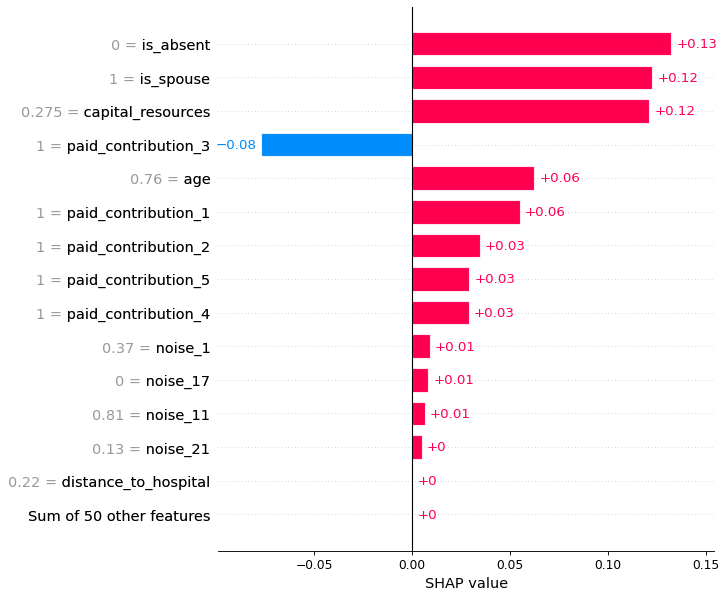 0 = is_absent +0.13
1 = is_spouse +0.12
0.275 = capital_resources +0.12
1 = paid_contribution_3 −0.08
0.76 = age +0.06
1 = paid_contribution_1 +0.06
1 = paid_contribution_2 +0.03
1 = paid_contribution_5 +0.03
1 = paid_contribution_4 +0.03
0.37 = noise_1 +0.01
0 = noise_17 +0.01
0.81 = noise_11 +0.01
0.13 = noise_21 +0
0.22 = distance_to_hospital +0
Sum of 50 other features +0
−0.05 0.00 0.05 0.10 0.15
SHAP value